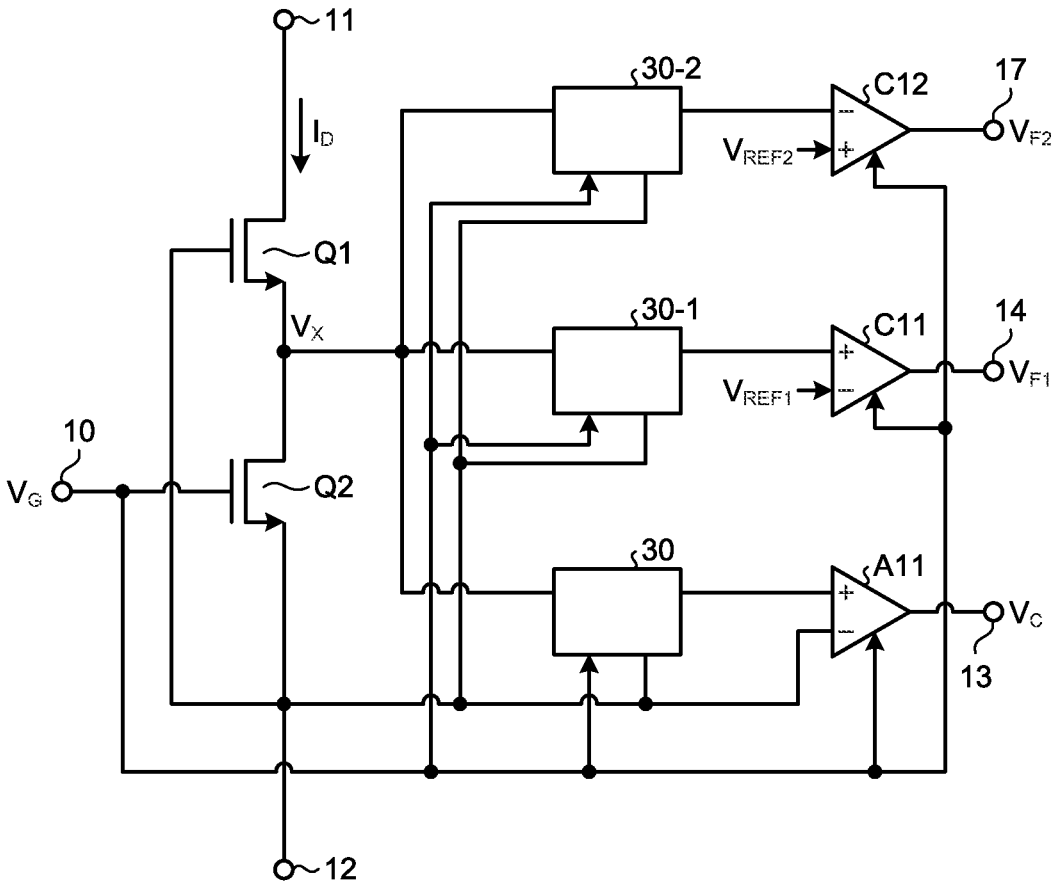 11
30-2
C12
17
I_D
V_REF2
V_F2
Q1
30-1
C11
14
V_X
V_REF1
V_F1
10
V_G
Q2
30
A11
V_C
13
12